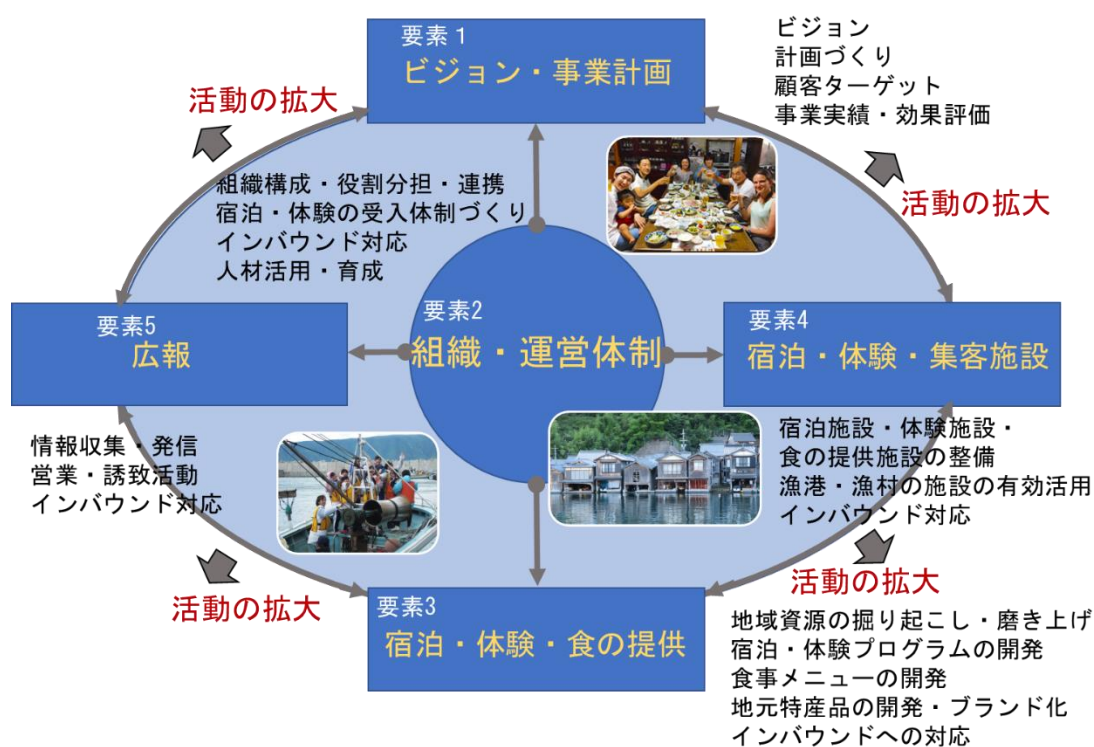 要素1
ビジョン・事業計画
ビジョン
計画づくり
顧客ターゲット
事業実績・効果評価
活動の拡大
活動の拡大
組織構成・役割分担・連携
宿泊・体験の受入体制づくり
インバウンド対応
人材活用・育成
要素2
組織・運営体制
要素5
広報
要素4
宿泊・体験・集客施設
情報収集・発信
営業・誘致活動
インバウンド対応
宿泊施設・体験施設・
食の提供施設の整備
漁港・漁村の施設の有効活用
インバウンド対応
活動の拡大
活動の拡大
要素3
宿泊・体験・食の提供
地域資源の掘り起こし・磨き上げ
宿泊・体験プログラムの開発
食事メニューの開発
地元特産品の開発・ブランド化
インバウンドへの対応